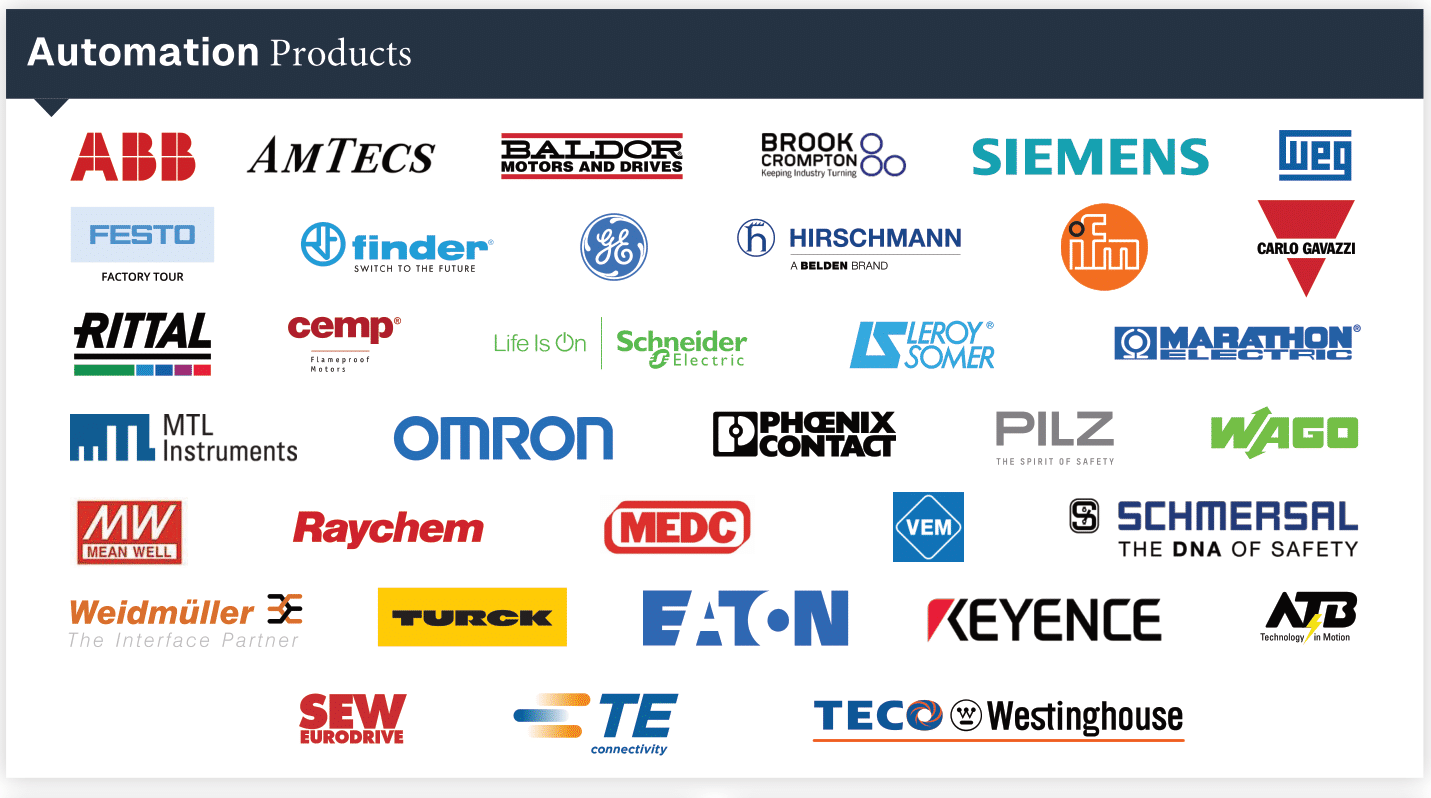 Automation Products
ABB
AMTECS
BALDOR®
MOTORS AND DRIVES
BROOK
CROMPTON
Keeping Industry Turning
SIEMENS
weg
FESTO
FACTORY TOUR
finder®
SWITCH TO THE FUTURE
GE
h HIRSCHMANN
A BELDEN BRAND
ifm
CARLO GAVAZZI
RITTAL
cemp®
Flameproof
Motors
Life Is On
Schneider
Electric
LS LEROY®
SOMER
MARATHON®
ELECTRIC
mTL MTL
Instruments
OMRON
PHŒNIX
CONTACT
PILZ
THE SPIRIT OF SAFETY
WAGO
MW
MEAN WELL
Raychem
MEDC
VEM
S SCHMERSAL
THE DNA OF SAFETY
Weidmüller
The Interface Partner
TURCK
EATON
KEYENCE
ATB
Technology in Motion
SEW
EURODRIVE
TE
connectivity
TECO W Westinghouse